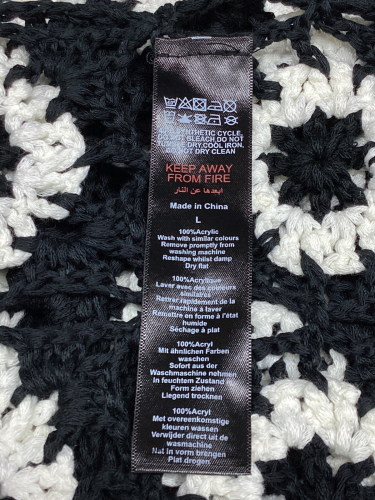 THETIC CYCLE,
DO NOT BLEACH,DO NOT
TUMBLE DRY,COOL IRON,
DO NOT DRY CLEAN
KEEP AWAY
FROM FIRE
ابعدها عن النار!
Made in China
L
100%Acrylic
Wash with similar colours
Remove promptly from
washing machine
Reshape whilst damp
Dry flat
100%Acrylique
Laver avec des couleurs
similaires
Retirer rapidement de la
machine à laver
Remettre en forme à l'état
humide
Séchage à plat
100%Acryl
Mit ähnlichen Farben
waschen
Sofort aus der
Waschmaschine nehmen
In feuchtem Zustand in
Form ziehen
Liegend trocknen
100%Acryl
Met overeenkomstige
kleuren wassen
Verwijder direct uit de
wasmachine
Nat in vorm brengen
Plat drogen